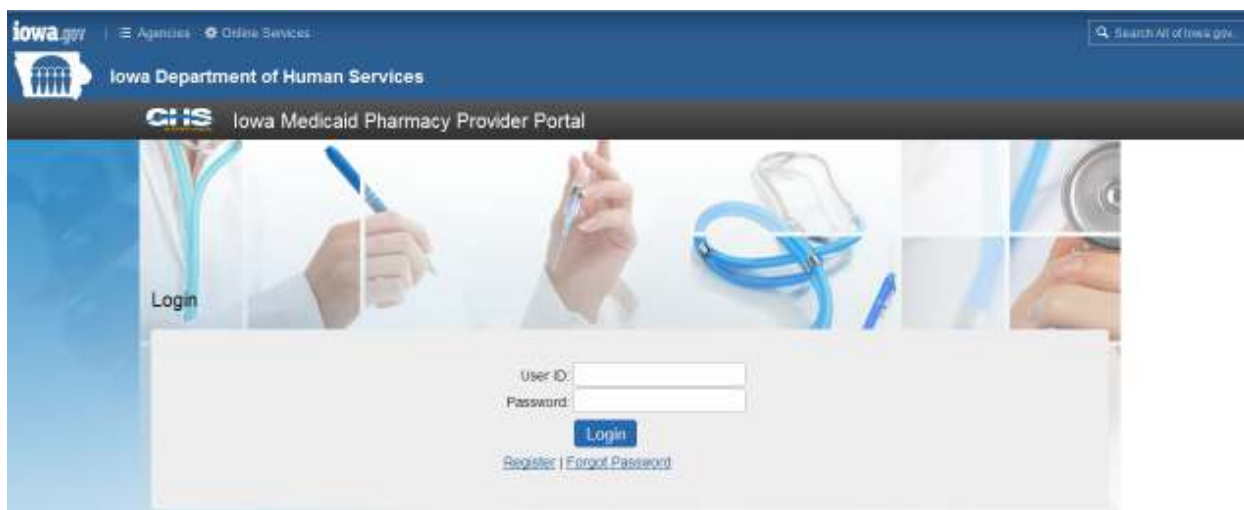 iowa.gov | Agencies Online Services Search All of Iowa.gov...
Iowa Department of Human Services
GHS Iowa Medicaid Pharmacy Provider Portal
Login
User ID:
Password:
Login
Register | Forgot Password